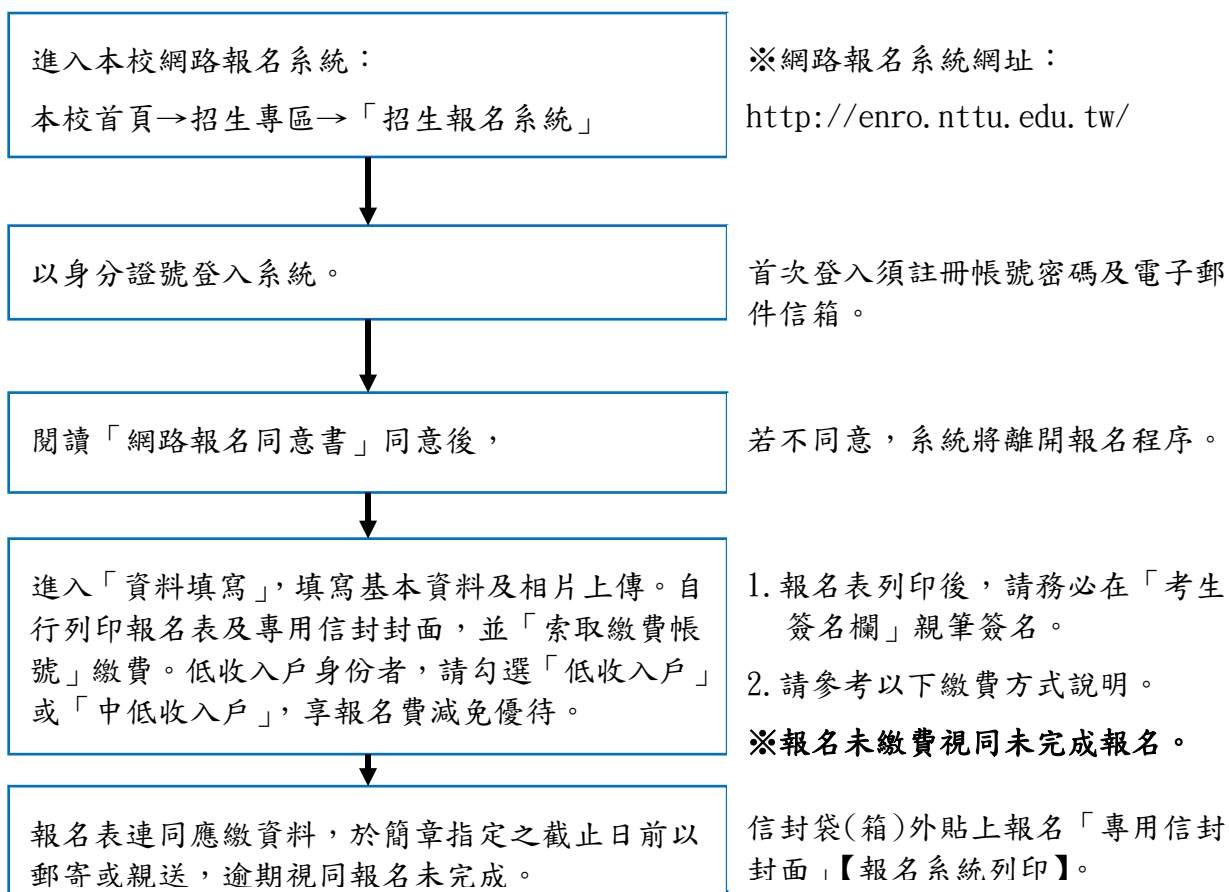 進入本校網路報名系統：
本校首頁→招生專區→「招生報名系統」
※網路報名系統網址：
http://enro.nttu.edu.tw/
以身分證號登入系統。
首次登入須註冊帳號密碼及電子郵
件信箱。
閱讀「網路報名同意書」同意後，
若不同意，系統將離開報名程序。
進入「資料填寫」，填寫基本資料及相片上傳。自
行列印報名表及專用信封封面，並「索取繳費帳
號」繳費。低收入戶身份者，請勾選「低收入戶」
或「中低收入戶」，享報名費減免優待。
1.報名表列印後，請務必在「考生
簽名欄」親筆簽名。
2.請參考以下繳費方式說明。
※報名未繳費視同未完成報名。
報名表連同應繳資料，於簡章指定之截止日前以
郵寄或親送，逾期視同報名未完成。
信封袋(箱)外貼上報名「專用信封
封面」【報名系統列印】。